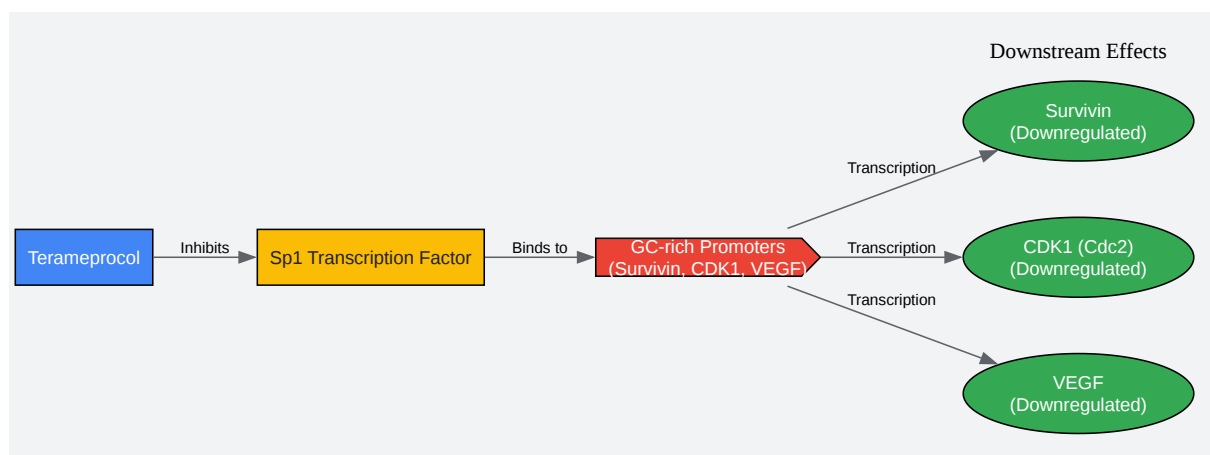 Downstream Effects
Survivin
(Downregulated)
Transcription
Terameprocol
Inhibits
Sp1 Transcription Factor
Binds to
GC-rich Promoters
(Survivin, CDK1, VEGF)
Transcription
CDK1 (Cdc2)
(Downregulated)
Transcription
VEGF
(Downregulated)